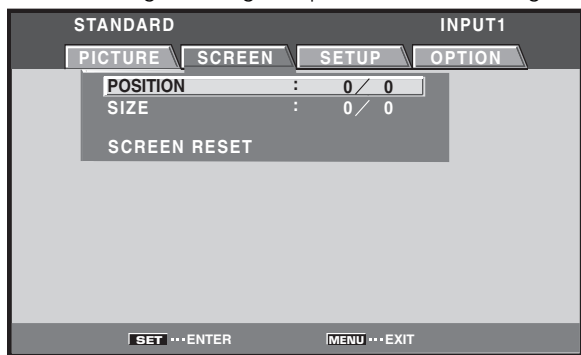 STANDARD INPUT1
PICTURE SCREEN SETUP OPTION
POSITION : 0/ 0
SIZE : 0/ 0
SCREEN RESET
SET ···ENTER MENU ···EXIT